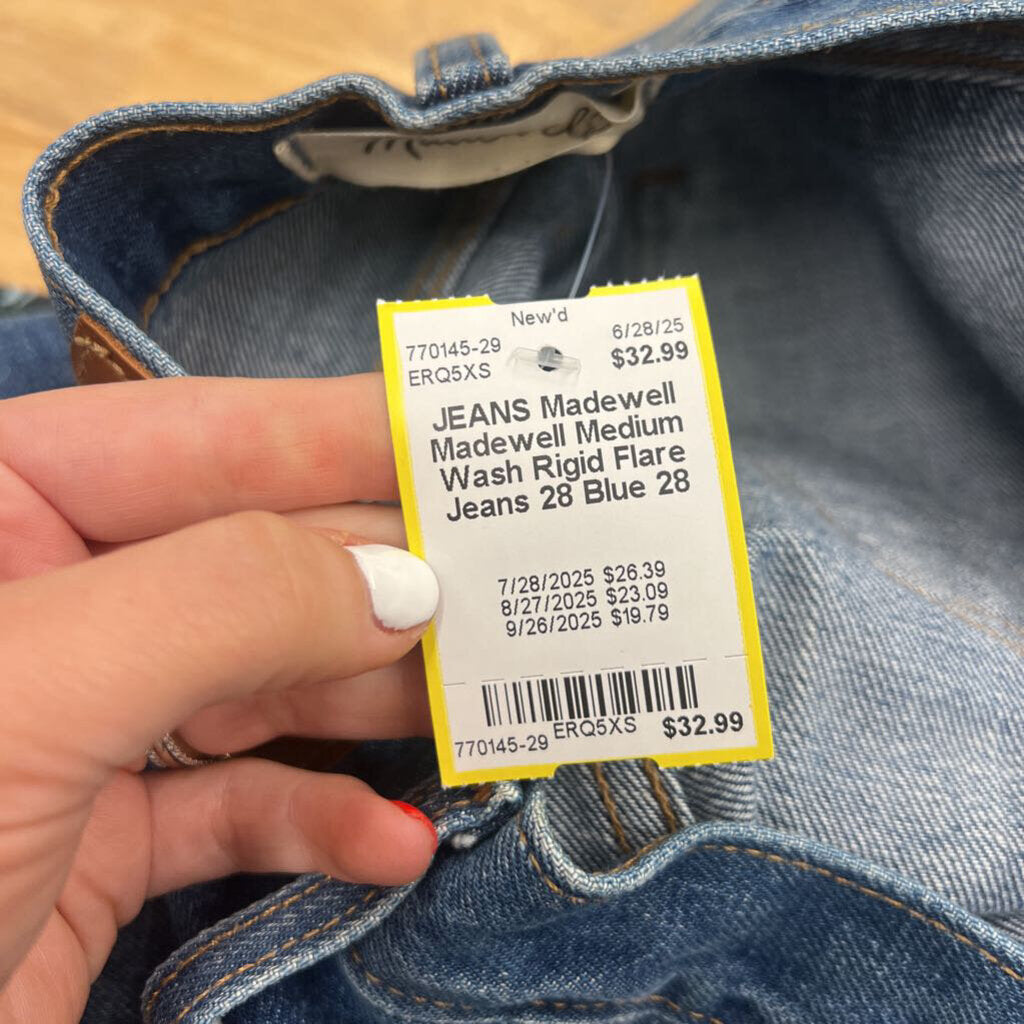 New'd
770145-29
6/28/25
ERQ5XS
$32.99
JEANS Madewell
Madewell Medium
Wash Rigid Flare
Jeans 28 Blue 28
7/28/2025 $26.39
8/27/2025 $23.09
9/26/2025 $19.79
770145-29 ERQ5XS $32.99